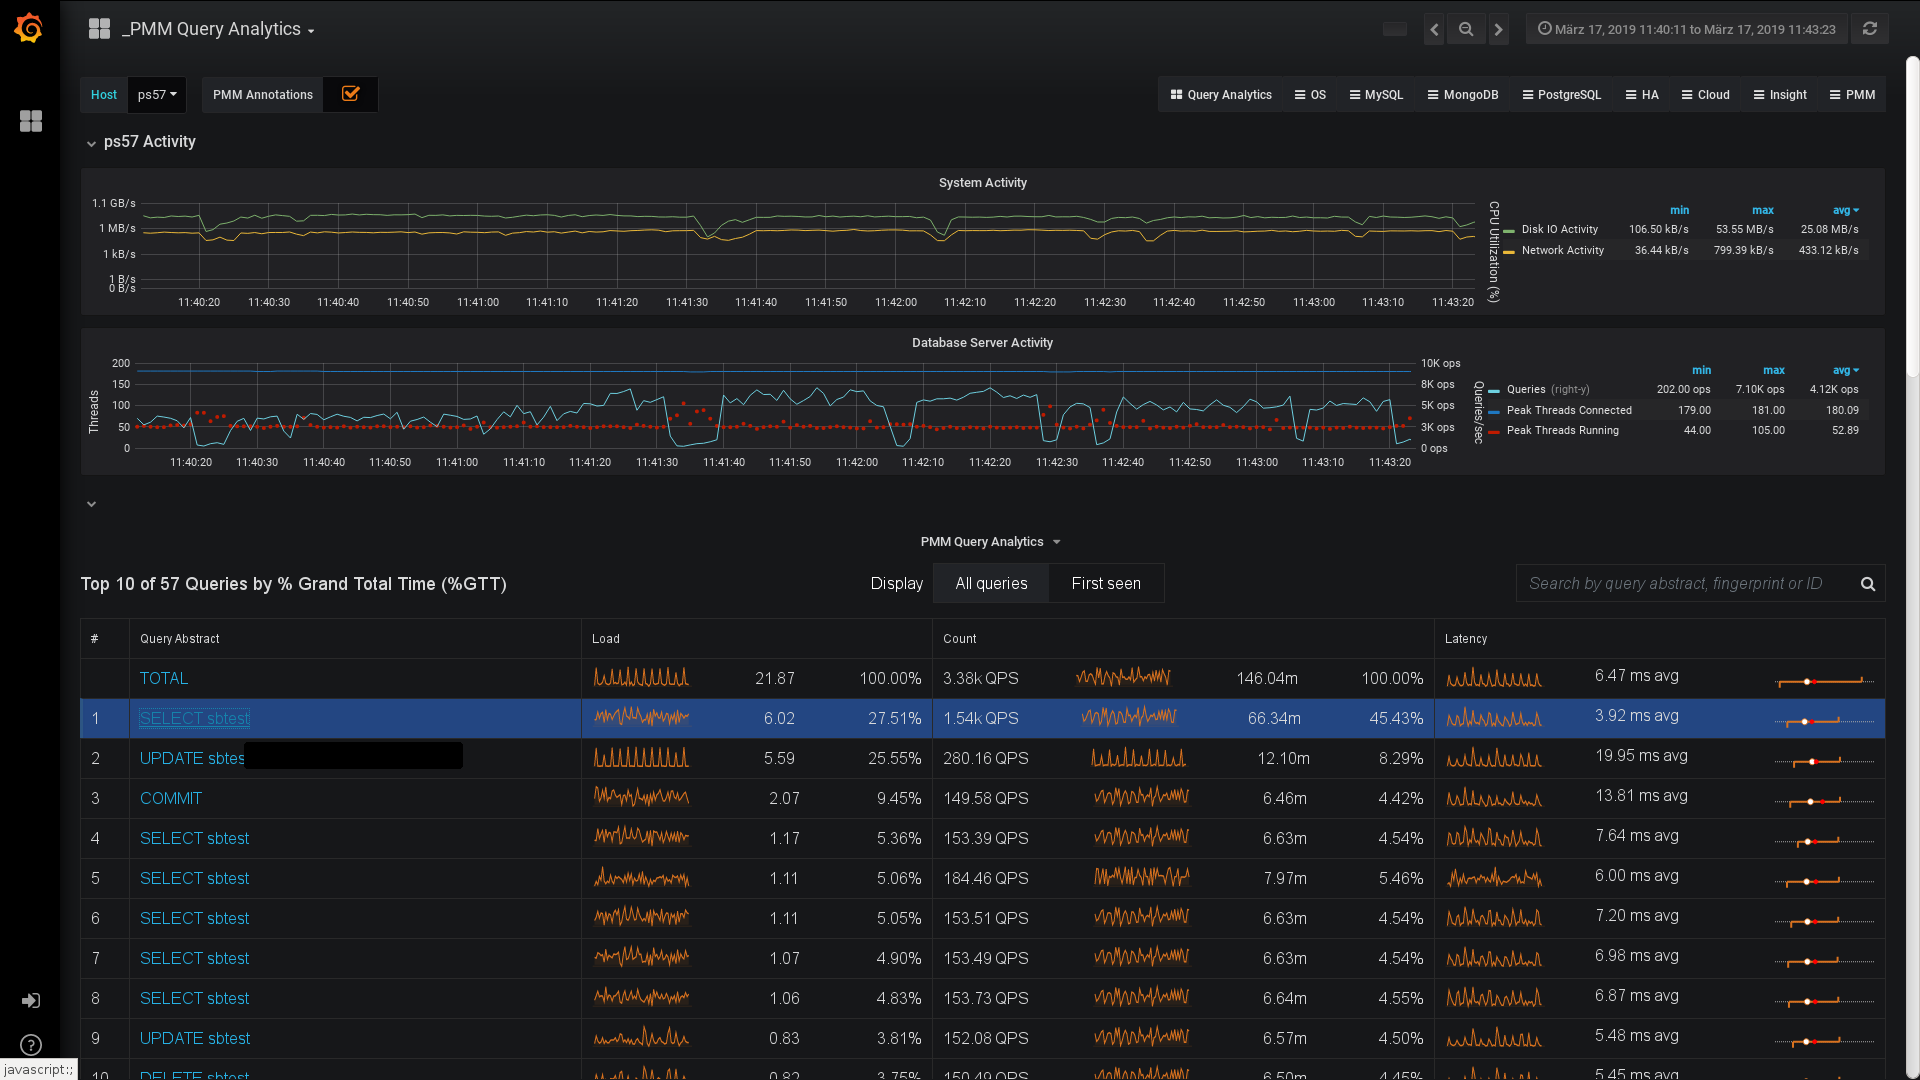 _PMM Query Analytics
März 17, 2019 11:40:11 to März 17, 2019 11:43:23
Host ps57 PMM Annotations Query Analytics OS MySQL MongoDB PostgreSQL HA Cloud Insight PMM
ps57 Activity
System Activity
1.1 GB/s
1 MB/s
1 kB/s
1 B/s
0 B/s
11:40:20 11:40:30 11:40:40 11:40:50 11:41:00 11:41:10 11:41:20 11:41:30 11:41:40 11:41:50 11:42:00 11:42:10 11:42:20 11:42:30 11:42:40 11:42:50 11:43:00 11:43:10 11:43:20
CPU Utilization (%)
min max avg
Disk IO Activity 106.50 kB/s 53.55 MB/s 25.08 MB/s
Network Activity 36.44 kB/s 799.39 kB/s 433.12 kB/s
Database Server Activity
Threads
200
150
100
50
0
11:40:20 11:40:30 11:40:40 11:40:50 11:41:00 11:41:10 11:41:20 11:41:30 11:41:40 11:41:50 11:42:00 11:42:10 11:42:20 11:42:30 11:42:40 11:42:50 11:43:00 11:43:10 11:43:20
10K ops
8K ops
5K ops
3K ops
0 ops
Queries/sec
min max avg
Queries (right-y) 202.00 ops 7.10K ops 4.12K ops
Peak Threads Connected 179.00 181.00 180.09
Peak Threads Running 44.00 105.00 52.89
PMM Query Analytics
Top 10 of 57 Queries by % Grand Total Time (%GTT) Display All queries First seen Search by query abstract, fingerprint or ID
# Query Abstract Load Count Latency
TOTAL 21.87 100.00% 3.38k QPS 146.04m 100.00% 6.47 ms avg
1 SELECT sbtest 6.02 27.51% 1.54k QPS 66.34m 45.43% 3.92 ms avg
2 UPDATE sbtes 5.59 25.55% 280.16 QPS 12.10m 8.29% 19.95 ms avg
3 COMMIT 2.07 9.45% 149.58 QPS 6.46m 4.42% 13.81 ms avg
4 SELECT sbtest 1.17 5.36% 153.39 QPS 6.63m 4.54% 7.64 ms avg
5 SELECT sbtest 1.11 5.06% 184.46 QPS 7.97m 5.46% 6.00 ms avg
6 SELECT sbtest 1.11 5.05% 153.51 QPS 6.63m 4.54% 7.20 ms avg
7 SELECT sbtest 1.07 4.90% 153.49 QPS 6.63m 4.54% 6.98 ms avg
8 SELECT sbtest 1.06 4.83% 153.73 QPS 6.64m 4.55% 6.87 ms avg
9 UPDATE sbtest 0.83 3.81% 152.08 QPS 6.57m 4.50% 5.48 ms avg
10 DELETE sbtest 0.82 3.75% 150.49 QPS 6.50m 4.45% 5.45 ms avg
javascript:;